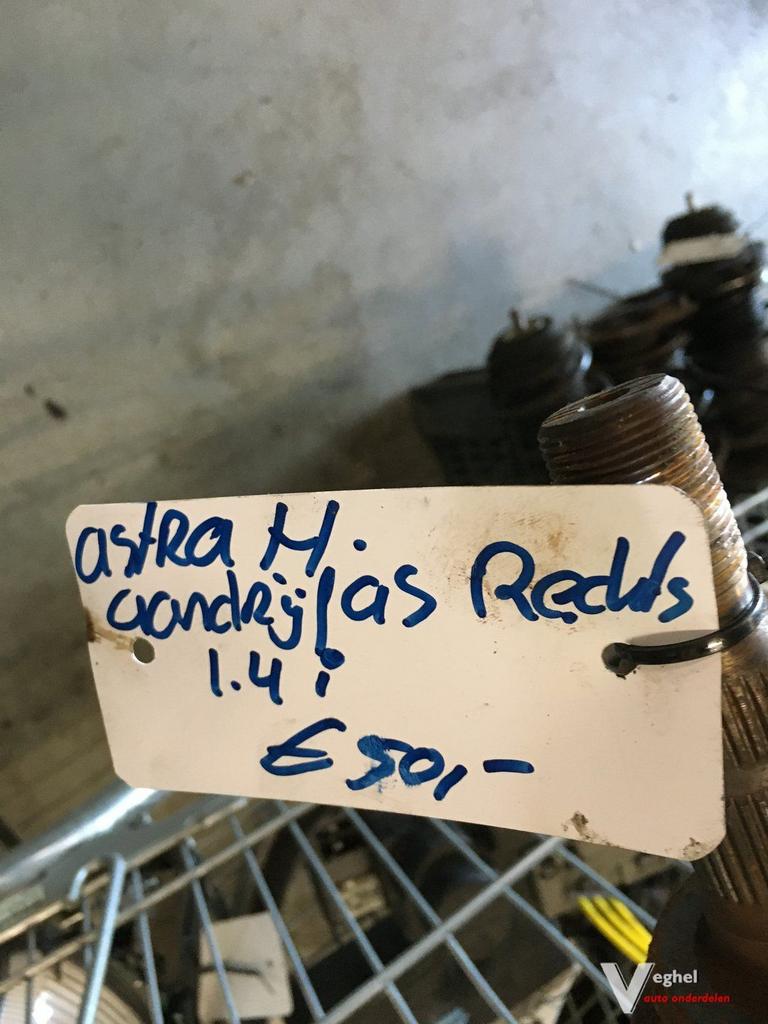 astra H.
aandrijfas Rechts
1.4 i
€ 50,-
Veghel
auto onderdelen